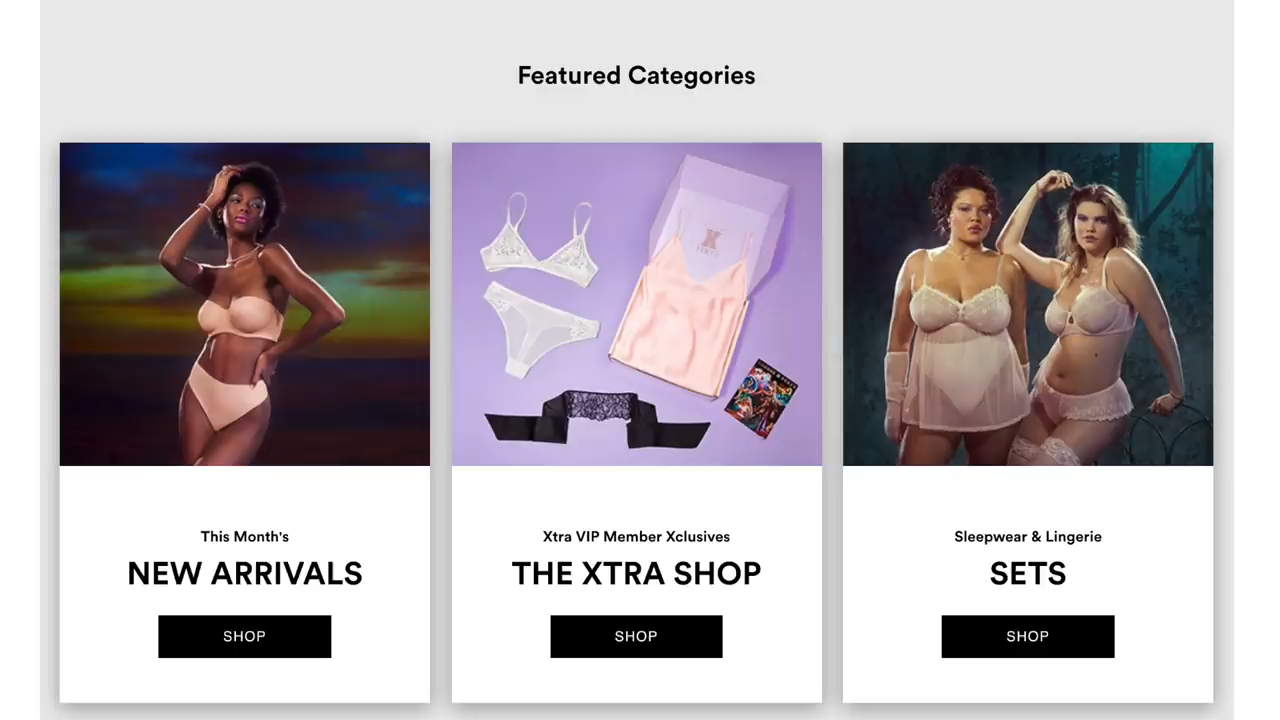 Featured Categories
This Month's
NEW ARRIVALS
SHOP
Xtra VIP Member Xclusives
THE XTRA SHOP
SHOP
Sleepwear & Lingerie
SETS
SHOP